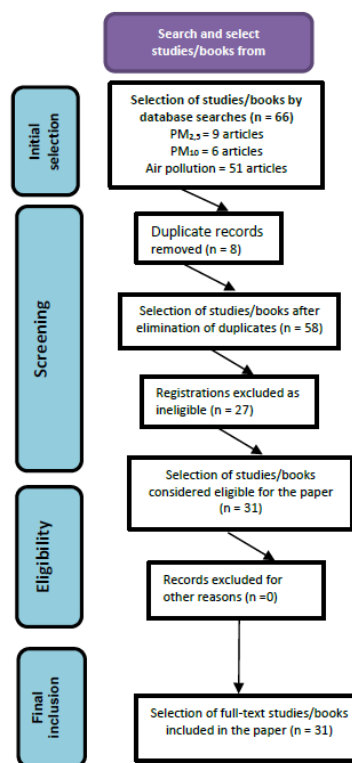 Search and select
studies/books from
Initial
selection
Selection of studies/books by
database searches (n = 66)
PM₂,₅ = 9 articles
PM₁₀ = 6 articles
Air pollution = 51 articles
Screening
Duplicate records
removed (n = 8)
Selection of studies/books after
elimination of duplicates (n = 58)
Registrations excluded as
ineligible (n = 27)
Selection of studies/books
considered eligible for the paper
(n = 31)
Eligibility
Records excluded for
other reasons (n =0)
Final
inclusion
Selection of full-text studies/books
included in the paper (n = 31)